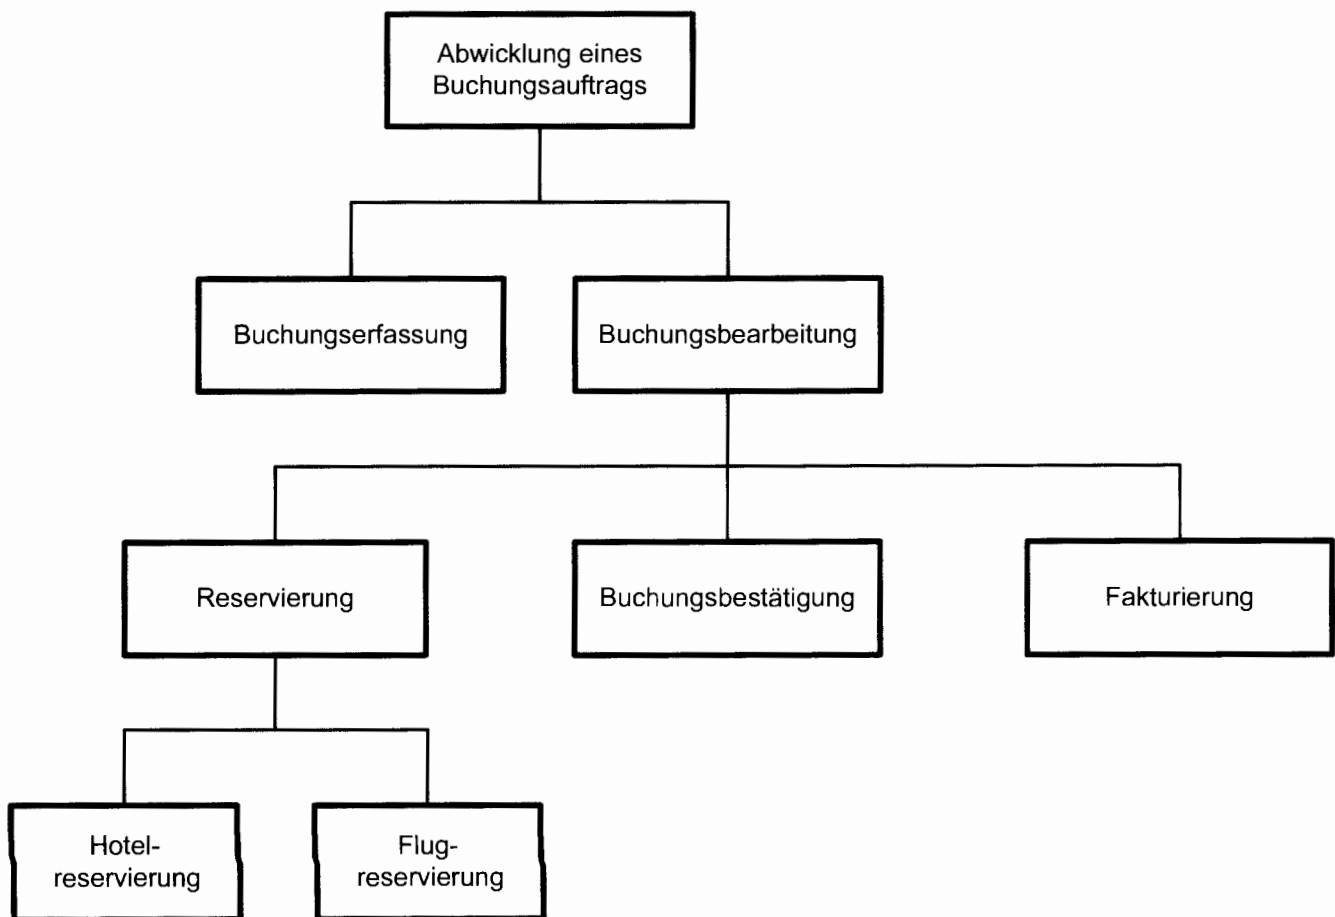 Abwicklung eines
Buchungsauftrags
Buchungserfassung
Buchungsbearbeitung
Reservierung
Buchungsbestätigung
Fakturierung
Hotel-
reservierung
Flug-
reservierung